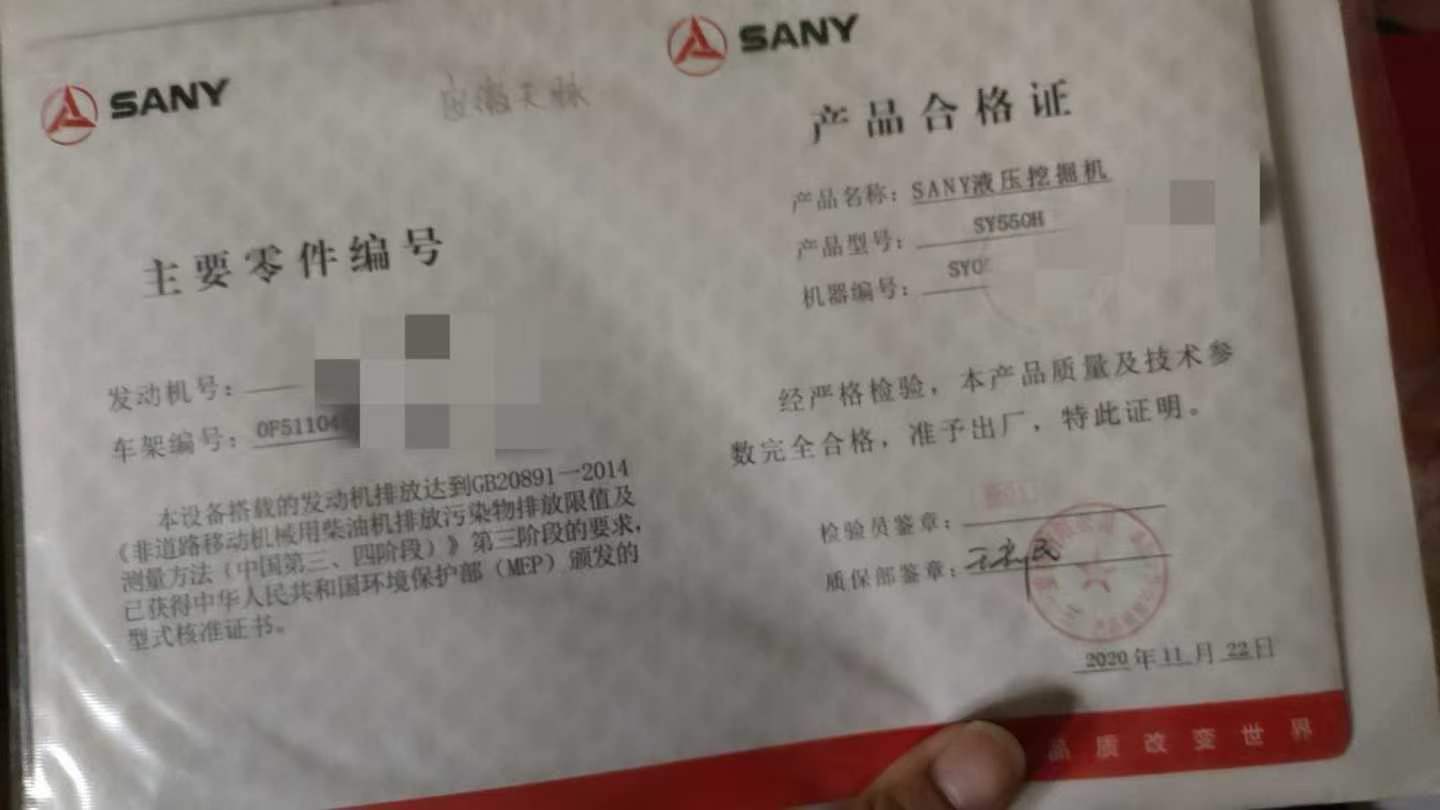 SANY
主要零件编号
发动机号：
车架编号：OF51104
本设备搭载的发动机排放达到GB20891-2014
《非道路移动机械用柴油机排放污染物排放限值及
测量方法（中国第三、四阶段）》第三阶段的要求，
已获得中华人民共和国环境保护部（MEP）颁发的
型式核准证书。
SANY
产品合格证
产品名称：SANY液压挖掘机
产品型号：SY550H
机器编号：SY0
经严格检验，本产品质量及技术参
数完全合格，准予出厂，特此证明。
检验员签章：
质保部签章：
2020年11月22日
品质改变世界